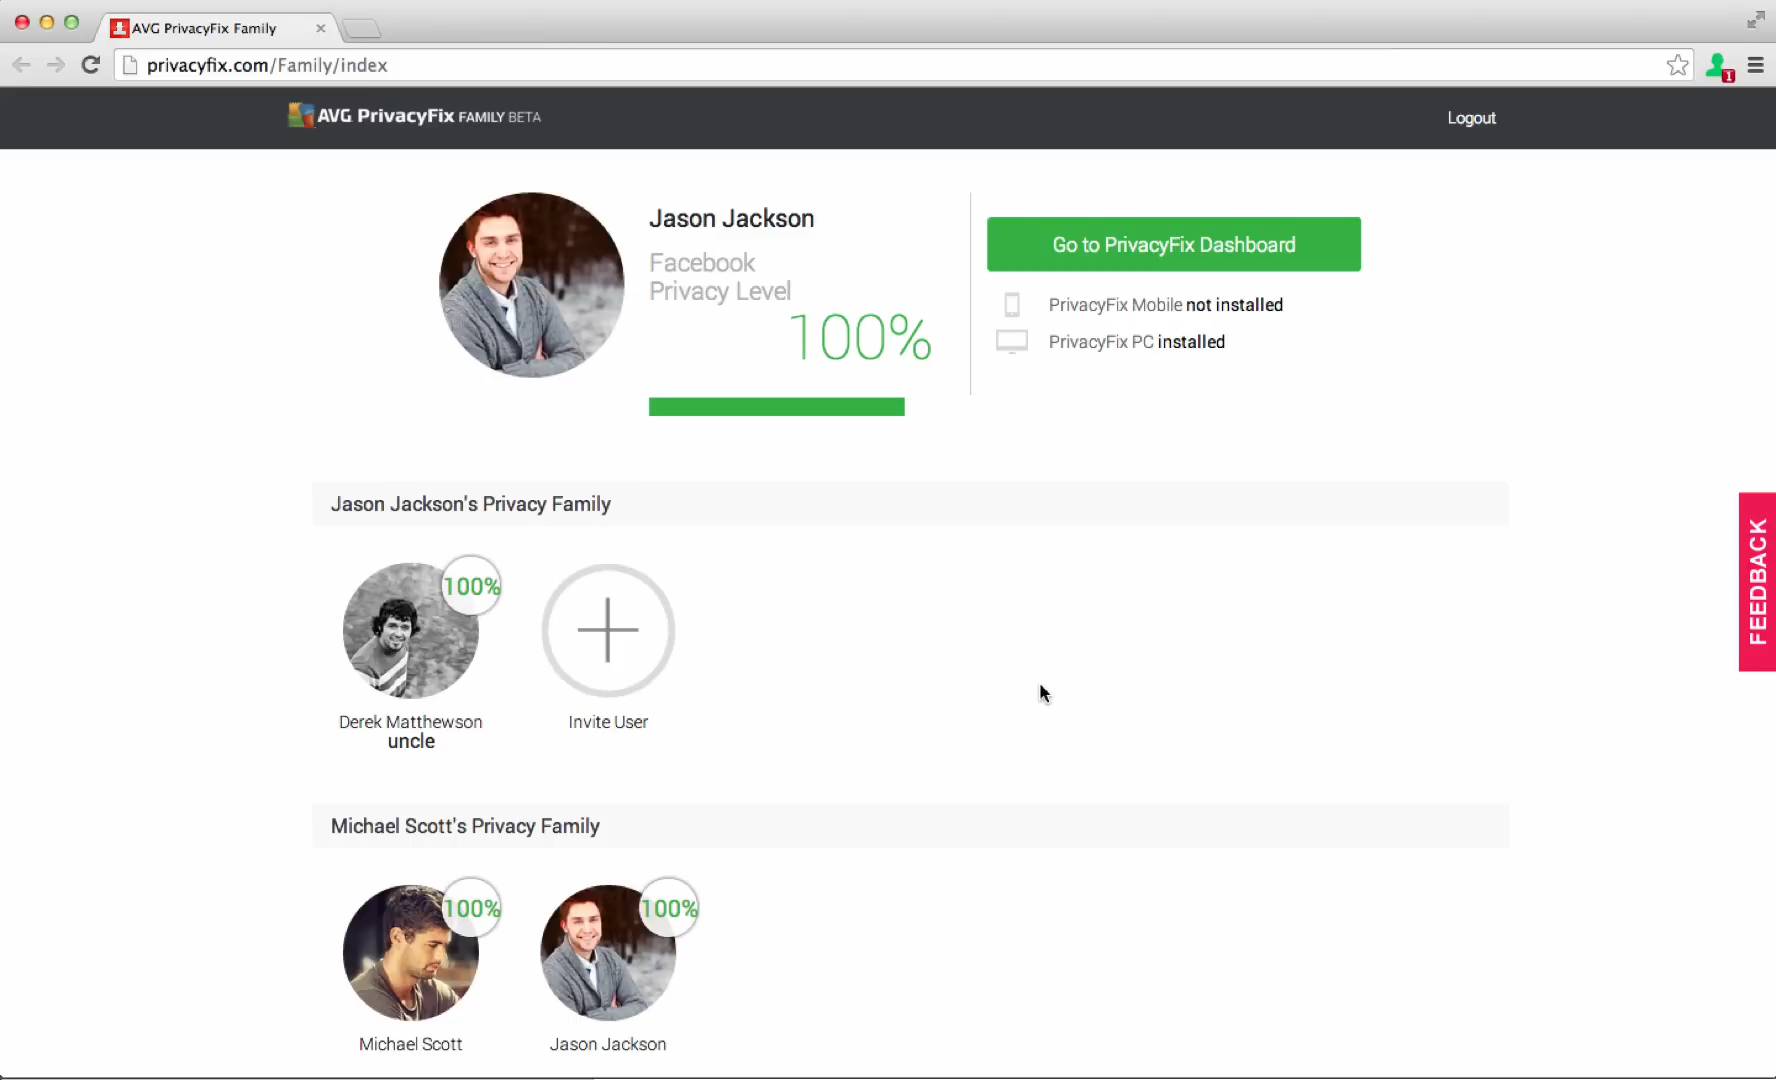 AVG PrivacyFix Family
privacyfix.com/Family/index
1
AVG PrivacyFix FAMILY BETA
Logout
Jason Jackson
Facebook
Privacy Level
100%
Go to PrivacyFix Dashboard
PrivacyFix Mobile not installed
PrivacyFix PC installed
Jason Jackson's Privacy Family
100%
Derek Matthewson
uncle
Invite User
FEEDBACK
Michael Scott's Privacy Family
100%
100%
Michael Scott
Jason Jackson